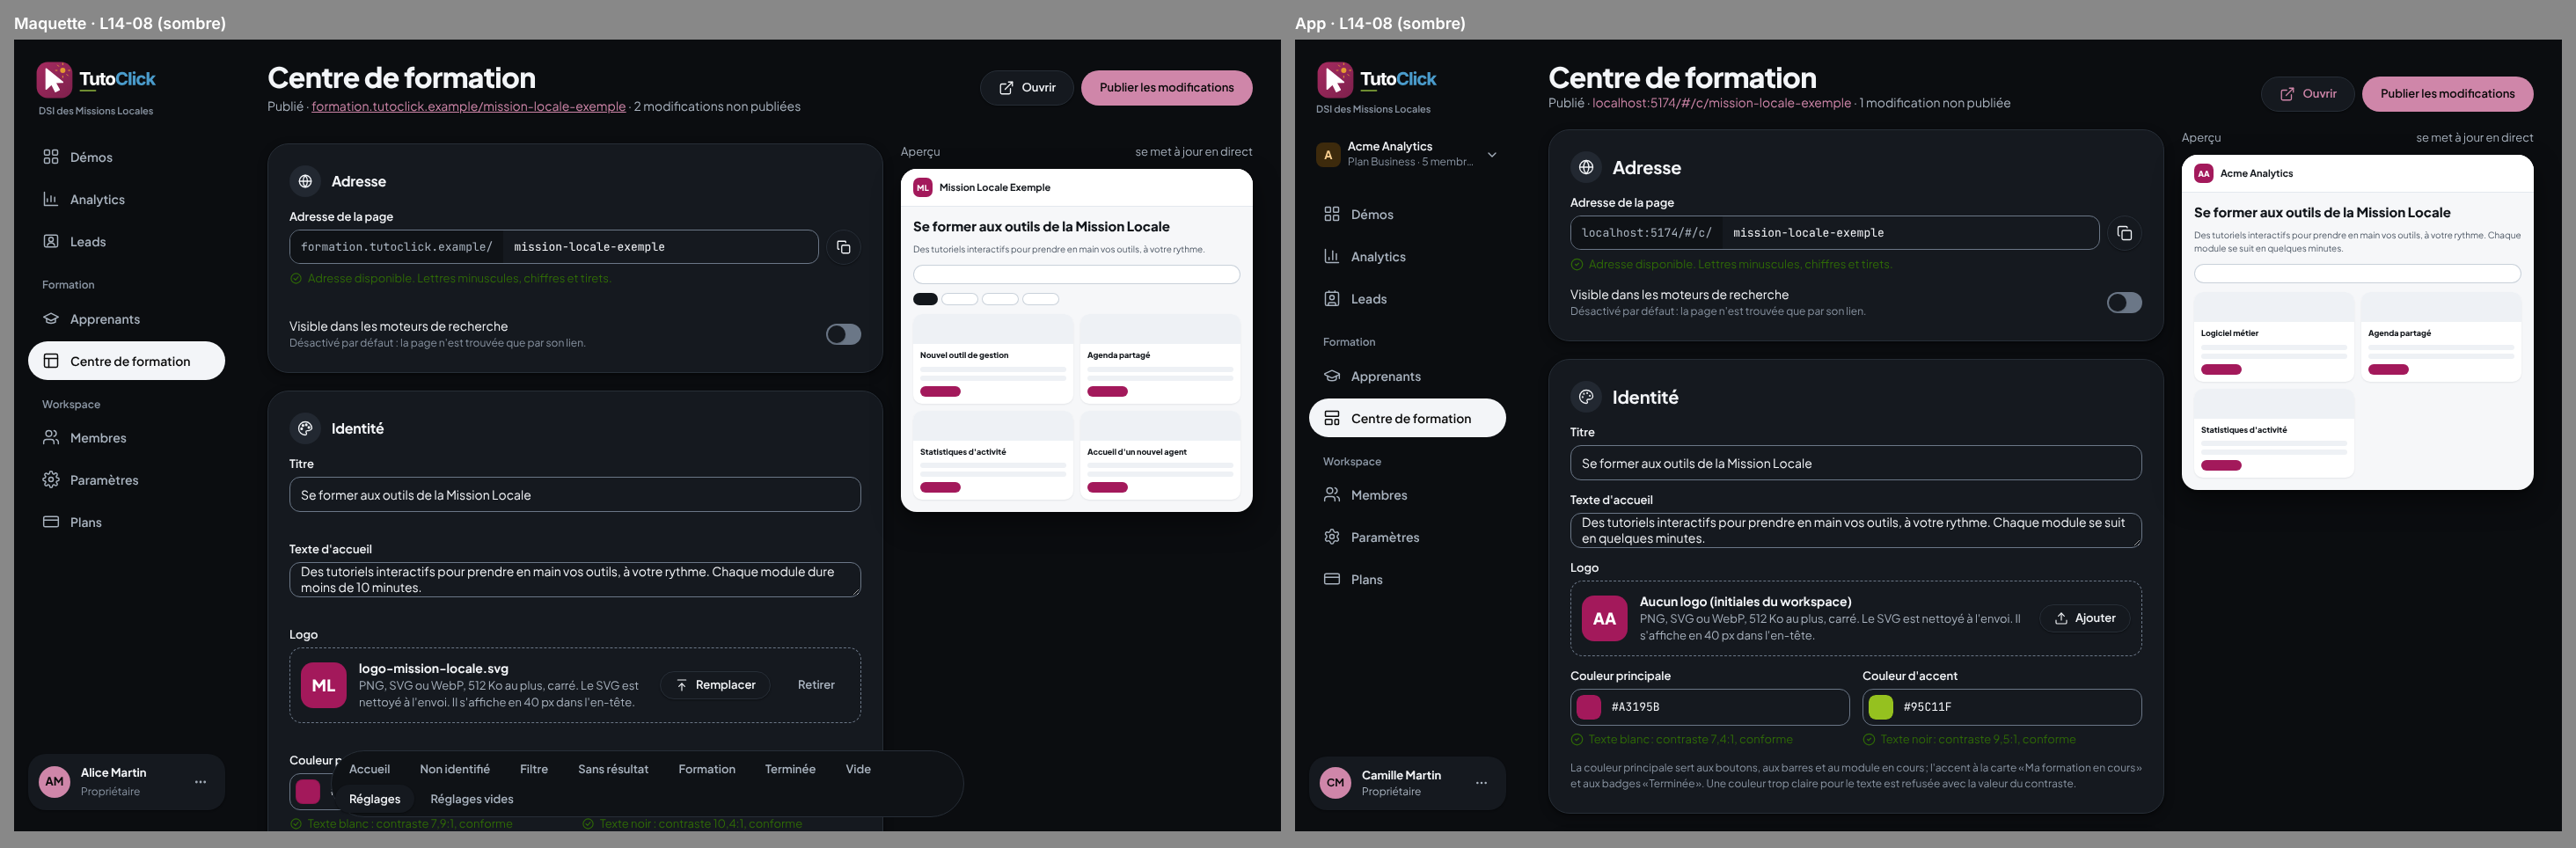 Maquette · L14-08 (sombre)
TutoClick
DSI des Missions Locales
Démos
Analytics
Leads
Formation
Apprenants
Centre de formation
Workspace
Membres
Paramètres
Plans
AM
Alice Martin
Propriétaire
Centre de formation
Publié · formation.tutoclick.example/mission-locale-exemple · 2 modifications non publiées
Ouvrir
Publier les modifications
Adresse
Adresse de la page
formation.tutoclick.example/ mission-locale-exemple
Adresse disponible. Lettres minuscules, chiffres et tirets.
Visible dans les moteurs de recherche
Désactivé par défaut : la page n'est trouvée que par son lien.
Identité
Titre
Se former aux outils de la Mission Locale
Texte d'accueil
Des tutoriels interactifs pour prendre en main vos outils, à votre rythme. Chaque module dure
moins de 10 minutes.
Logo
ML
logo-mission-locale.svg
PNG, SVG ou WebP, 512 Ko au plus, carré. Le SVG est
nettoyé à l'envoi. Il s'affiche en 40 px dans l'en-tête.
Remplacer
Retirer
Couleur p
Accueil Non identifié Filtre Sans résultat Formation Terminée Vide
Réglages Réglages vides
Texte blanc : contraste 7,9:1, conforme
Texte noir : contraste 10,4:1, conforme
Aperçu
se met à jour en direct
ML Mission Locale Exemple
Se former aux outils de la Mission Locale
Des tutoriels interactifs pour prendre en main vos outils, à votre rythme.
Nouvel outil de gestion
Agenda partagé
Statistiques d'activité
Accueil d'un nouvel agent
App · L14-08 (sombre)
TutoClick
DSI des Missions Locales
A
Acme Analytics
Plan Business · 5 membr...
Démos
Analytics
Leads
Formation
Apprenants
Centre de formation
Workspace
Membres
Paramètres
Plans
CM
Camille Martin
Propriétaire
Centre de formation
Publié · localhost:5174/#/c/mission-locale-exemple · 1 modification non publiée
Ouvrir
Publier les modifications
Adresse
Adresse de la page
localhost:5174/#/c/ mission-locale-exemple
Adresse disponible. Lettres minuscules, chiffres et tirets.
Visible dans les moteurs de recherche
Désactivé par défaut : la page n'est trouvée que par son lien.
Identité
Titre
Se former aux outils de la Mission Locale
Texte d'accueil
Des tutoriels interactifs pour prendre en main vos outils, à votre rythme. Chaque module se suit
en quelques minutes.
Logo
AA
Aucun logo (initiales du workspace)
PNG, SVG ou WebP, 512 Ko au plus, carré. Le SVG est nettoyé à l'envoi. Il
s'affiche en 40 px dans l'en-tête.
Ajouter
Couleur principale
#A3195B
Texte blanc : contraste 7,4:1, conforme
Couleur d'accent
#95C11F
Texte noir : contraste 9,5:1, conforme
La couleur principale sert aux boutons, aux barres et au module en cours ; l'accent à la carte « Ma formation en cours »
et aux badges « Terminée ». Une couleur trop claire pour le texte est refusée avec la valeur du contraste.
Aperçu
se met à jour en direct
AA Acme Analytics
Se former aux outils de la Mission Locale
Des tutoriels interactifs pour prendre en main vos outils, à votre rythme. Chaque
module se suit en quelques minutes.
Logiciel métier
Agenda partagé
Statistiques d'activité